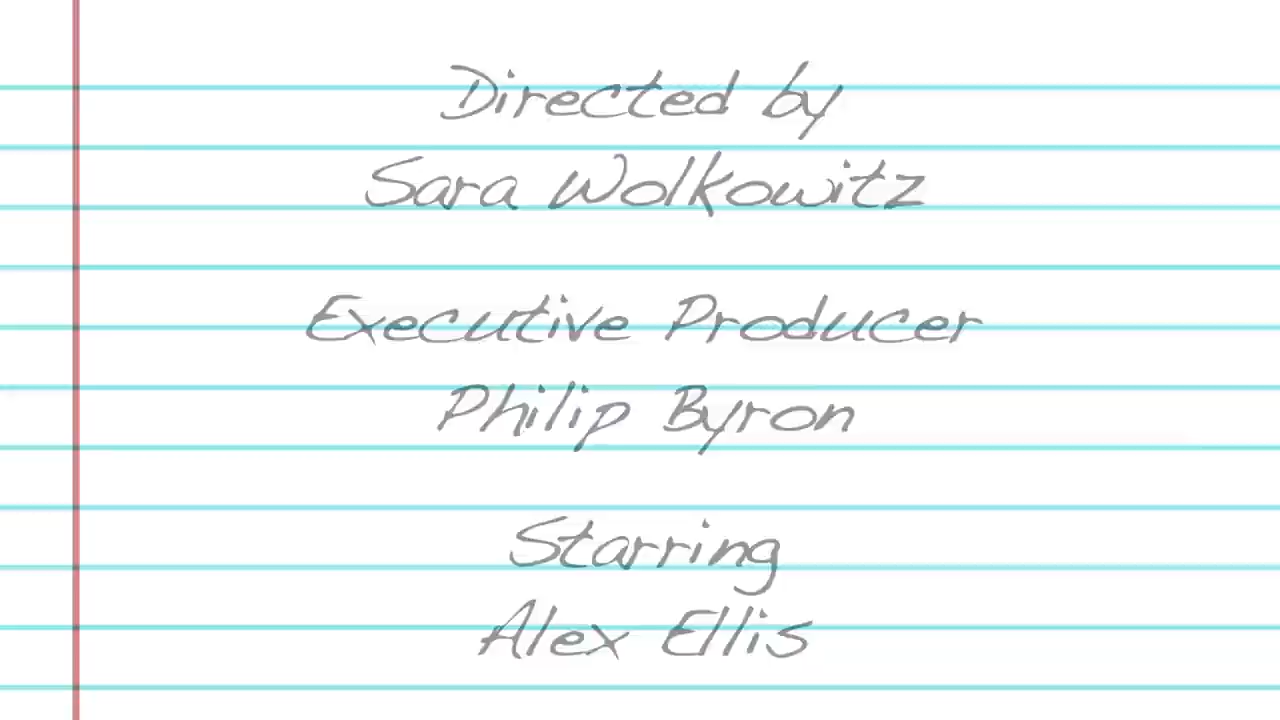 Directed by
Sara Wolkowitz
Executive Producer
Philip Byron
Starring
Alex Ellis